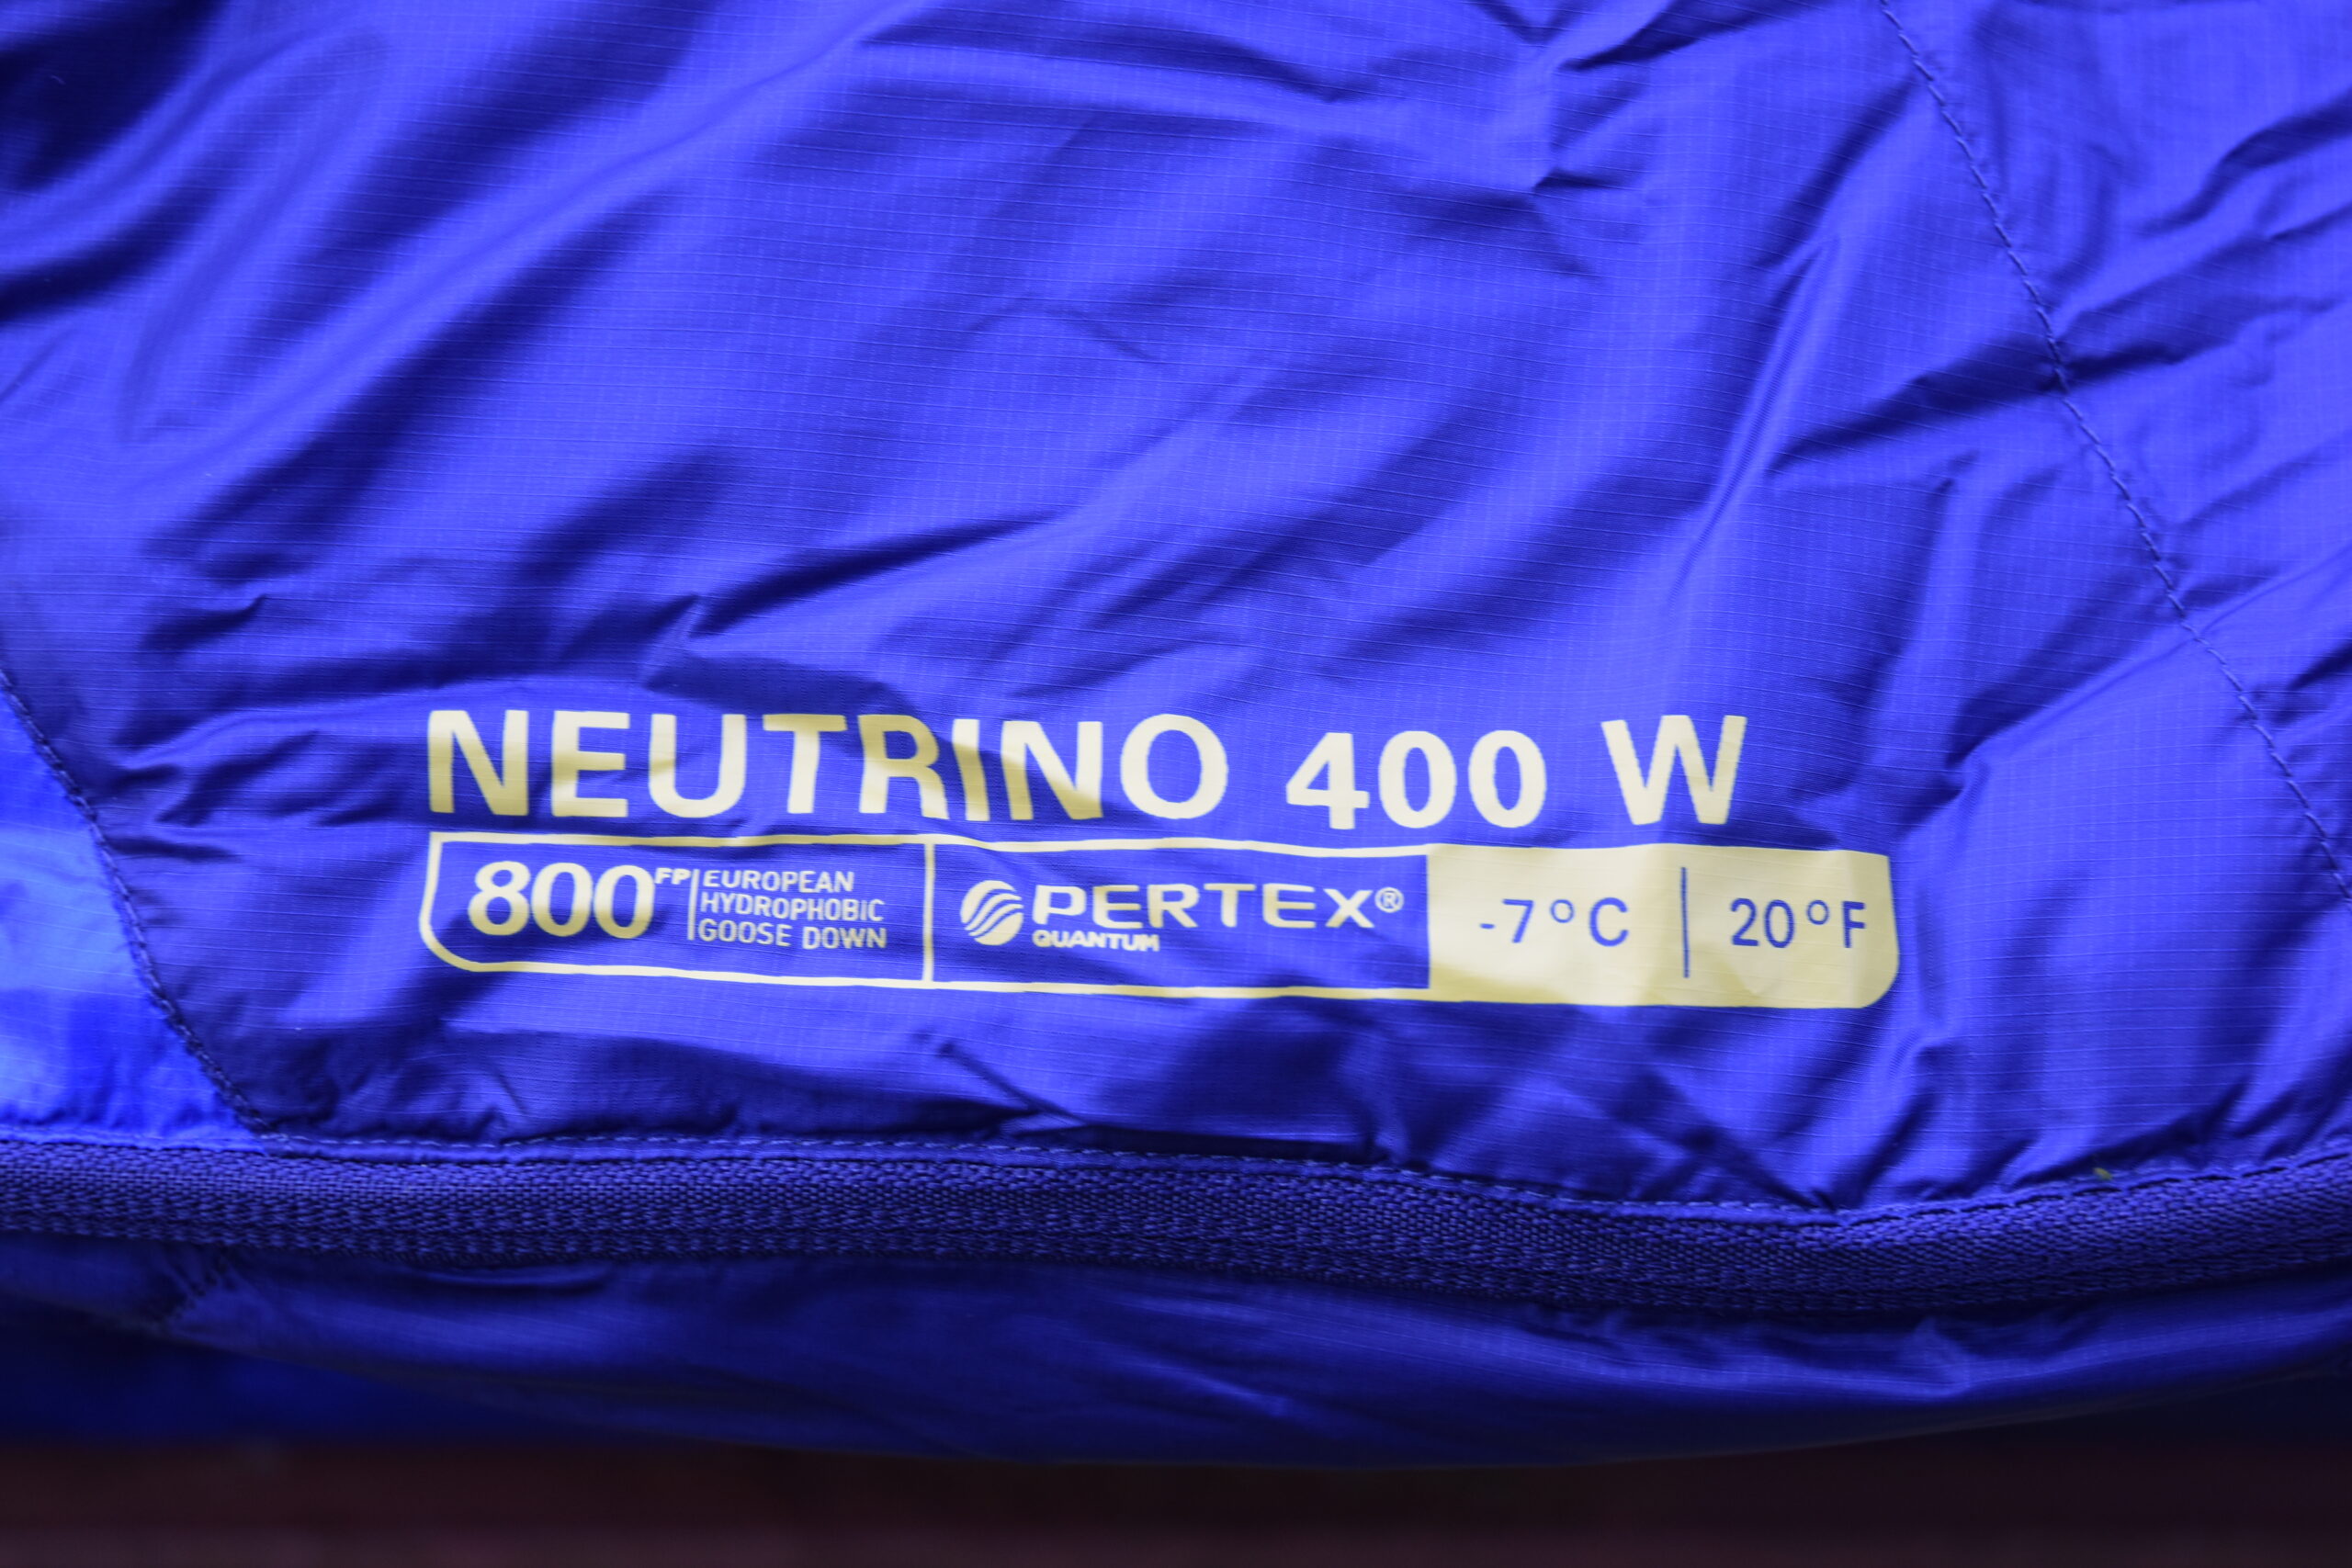 NEUTRINO 400 W
800FP
EUROPEAN
HYDROPHOBIC
GOOSE DOWN
PERTEX®
QUANTUM
-7°C | 20°F